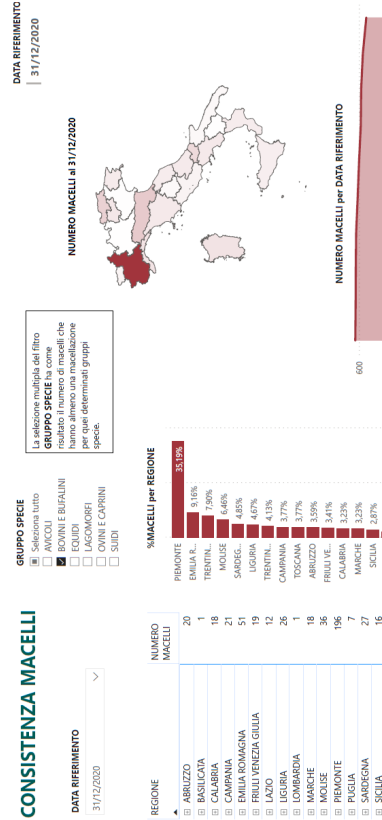 CONSISTENZA MACELLI
DATA RIFERIMENTO
31/12/2020
GRUPPO SPECIE
Seleziona tutto
AVICOLI
BOVINI E BUFALINI
EQUIDI
LAGOMORFI
OVINI E CAPRINI
SUIDI
La selezione multipla del filtro
GRUPPO SPECIE ha come
risultato il numero di macelli che
hanno almeno una macellazione
per quei determinati gruppi
specie.
DATA RIFERIMENTO
31/12/2020
REGIONE NUMERO MACELLI
ABRUZZO 20
BASILICATA 1
CALABRIA 18
CAMPANIA 21
EMILIA ROMAGNA 51
FRIULI VENEZIA GIULIA 19
LAZIO 12
LIGURIA 26
LOMBARDIA 1
MARCHE 18
MOLISE 36
PIEMONTE 196
PUGLIA 7
SARDEGNA 27
SICILIA 16
%MACELLI per REGIONE
PIEMONTE 35,19%
EMILIA R... 9,16%
TRENTIN... 7,90%
MOLISE 6,46%
SARDEG... 4,85%
LIGURIA 4,67%
TRENTIN... 4,13%
CAMPANIA 3,77%
TOSCANA 3,77%
ABRUZZO 3,59%
FRIULI VE... 3,41%
CALABRIA 3,23%
MARCHE 3,23%
SICILIA 2,87%
NUMERO MACELLI al 31/12/2020
NUMERO MACELLI per DATA RIFERIMENTO
600